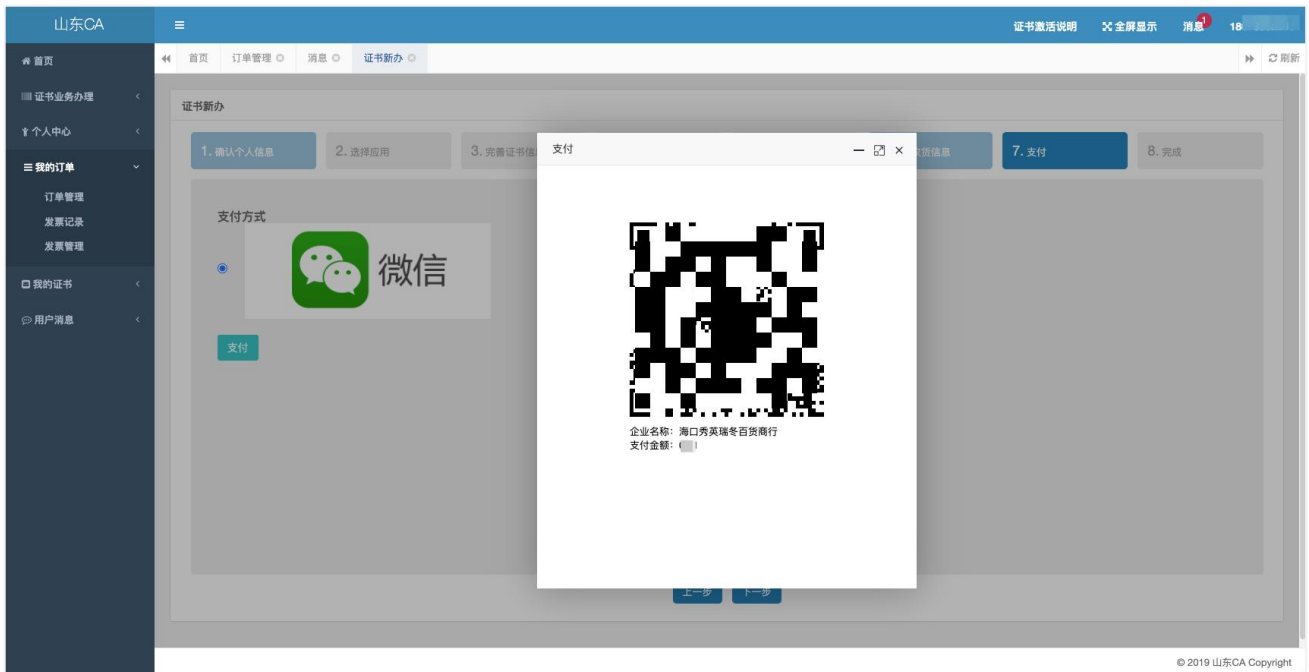 山东CA
证书激活说明
全屏显示
消息
1
18
首页
订单管理
消息
证书新办
刷新
首页
证书业务办理
个人中心
我的订单
订单管理
发票记录
发票管理
我的证书
用户消息
证书新办
1. 确认个人信息
2. 选择应用
3. 完善证书信
货信息
7. 支付
8. 完成
支付方式
微信
支付
支付
企业名称：海口秀英瑞冬百货商行
支付金额：
上一步
下一步
© 2019 山东CA Copyright